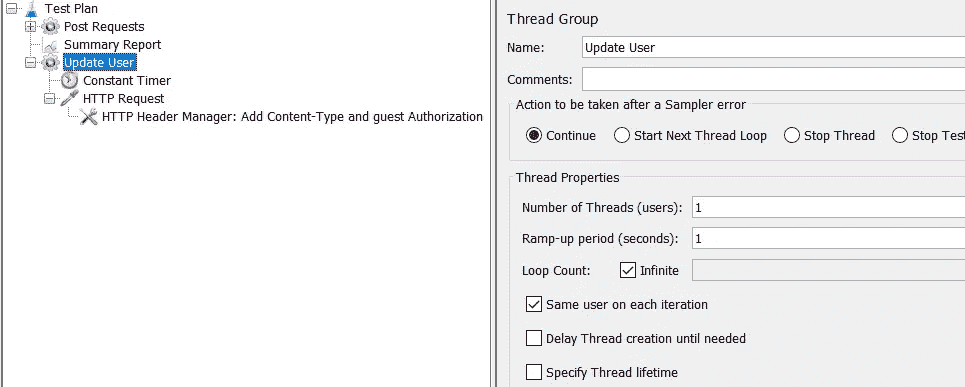 Test Plan
Post Requests
Summary Report
Update User
Constant Timer
HTTP Request
HTTP Header Manager: Add Content-Type and guest Authorization
Thread Group
Name: Update User
Comments:
Action to be taken after a Sampler error
Continue Start Next Thread Loop Stop Thread Stop Test
Thread Properties
Number of Threads (users): 1
Ramp-up period (seconds): 1
Loop Count: Infinite
Same user on each iteration
Delay Thread creation until needed
Specify Thread lifetime